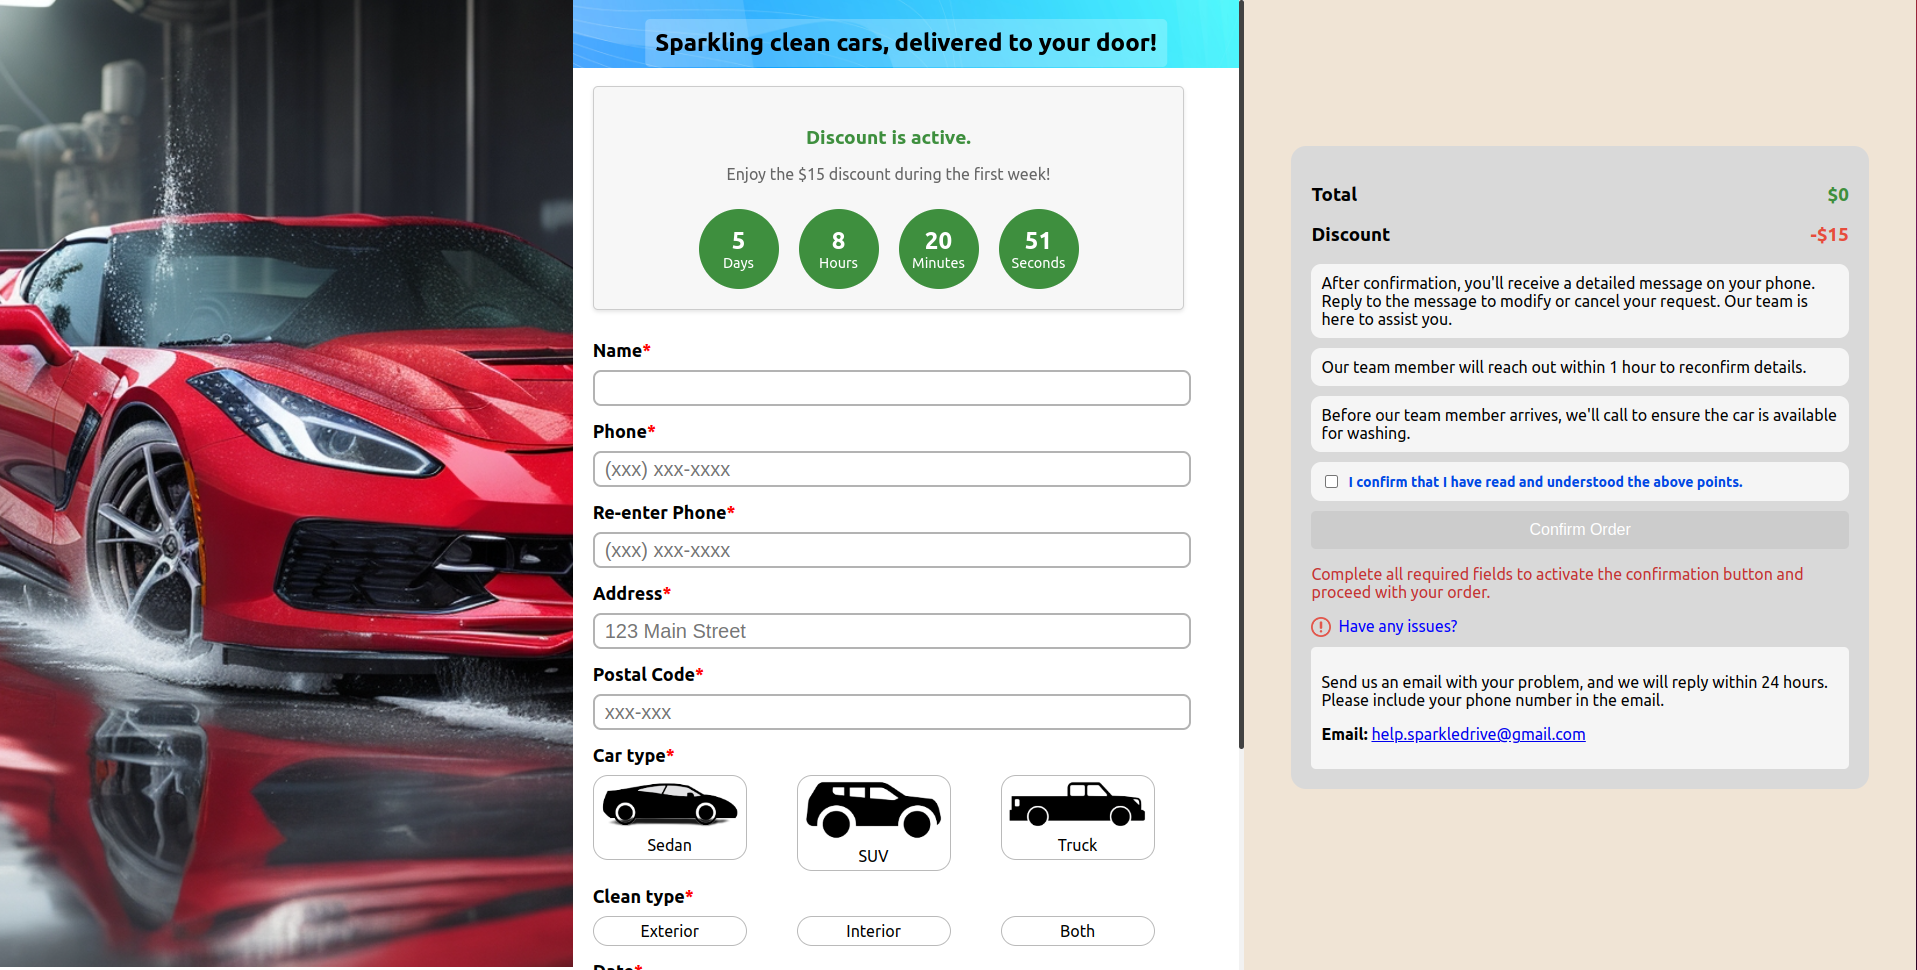 Sparkling clean cars, delivered to your door!
Discount is active.
Enjoy the $15 discount during the first week!
5
Days
8
Hours
20
Minutes
51
Seconds
Name*
Phone*
(xxx) xxx-xxxx
Re-enter Phone*
(xxx) xxx-xxxx
Address*
123 Main Street
Postal Code*
xxx-xxx
Car type*
Sedan
SUV
Truck
Clean type*
Exterior
Interior
Both
Date*
Total
$0
Discount
-$15
After confirmation, you'll receive a detailed message on your phone.
Reply to the message to modify or cancel your request. Our team is
here to assist you.
Our team member will reach out within 1 hour to reconfirm details.
Before our team member arrives, we'll call to ensure the car is available
for washing.
I confirm that I have read and understood the above points.
Confirm Order
Complete all required fields to activate the confirmation button and
proceed with your order.
Have any issues?
Send us an email with your problem, and we will reply within 24 hours.
Please include your phone number in the email.
Email: help.sparkledrive@gmail.com